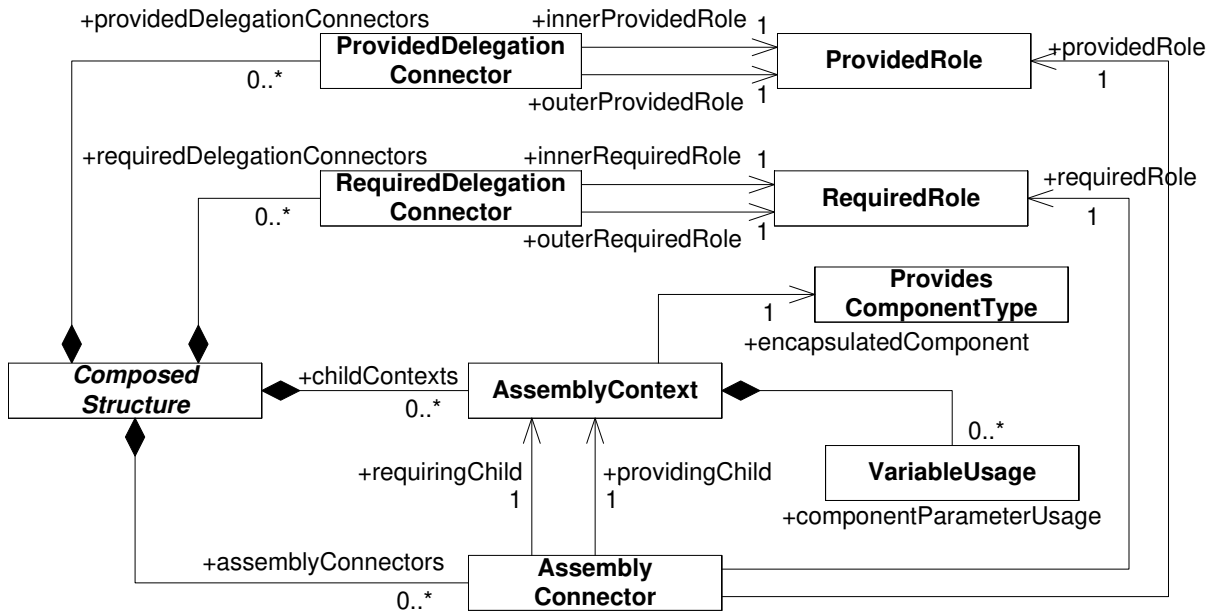 +providedDelegationConnectors
+innerProvidedRole
1
ProvidedDelegation
Connector
ProvidedRole
+providedRole
0..*
1
1
+outerProvidedRole
+requiredDelegationConnectors
+innerRequiredRole
1
RequiredDelegation
Connector
RequiredRole
+requiredRole
0..*
1
1
+outerRequiredRole
Provides
ComponentType
1
+encapsulatedComponent
Composed
Structure
+childContexts
0..*
AssemblyContext
0..*
+requiringChild
1
+providingChild
1
VariableUsage
+componentParameterUsage
+assemblyConnectors
0..*
Assembly
Connector